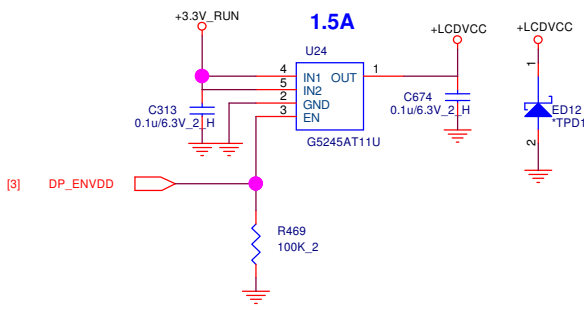 1.5A
+3.3V_RUN
+LCDVCC
+LCDVCC
U24
4
IN1
OUT
1
5
IN2
2
GND
3
EN
C313
0.1u/6.3V_2_H
C674
0.1u/6.3V_2_H
G5245AT11U
1
ED12
*TPD1
2
[3]
DP_ENVDD
R469
100K_2